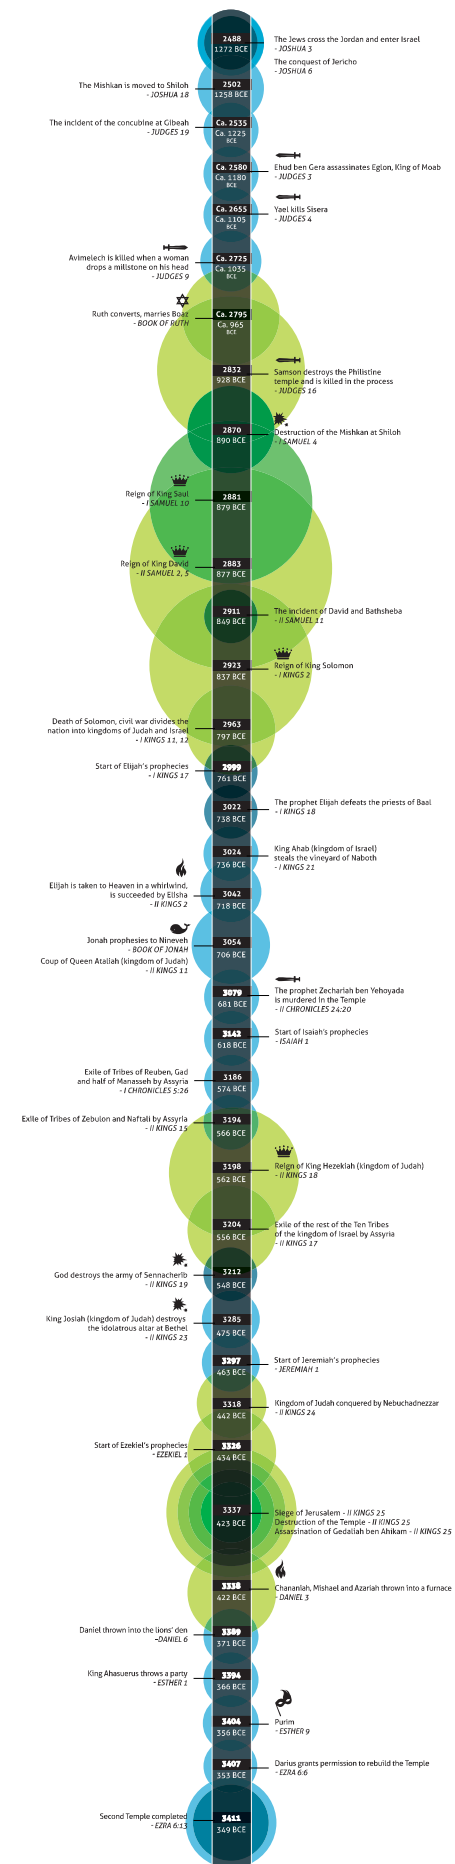 2488
1272 BCE
The Jews cross the Jordan and enter Israel
- JOSHUA 3
The conquest of Jericho
- JOSHUA 6
The Mishkan is moved to Shiloh
- JOSHUA 18
2502
1258 BCE
The incident of the concubine at Gibeah
- JUDGES 19
Ca. 2535
Ca. 1225
BCE
Ca. 2580
Ca. 1180
BCE
Ehud ben Gera assassinates Eglon, King of Moab
- JUDGES 3
Ca. 2655
Ca. 1105
BCE
Yael kills Sisera
- JUDGES 4
Avimelech is killed when a woman
drops a millstone on his head
- JUDGES 9
Ca. 2725
Ca. 1035
BCE
Ruth converts, marries Boaz
- BOOK OF RUTH
Ca. 2795
Ca. 965
BCE
2832
928 BCE
Samson destroys the Philistine
temple and is killed in the process
- JUDGES 16
2870
890 BCE
Destruction of the Mishkan at Shiloh
- I SAMUEL 4
Reign of King Saul
- I SAMUEL 10
2881
879 BCE
Reign of King David
- II SAMUEL 2, 5
2883
877 BCE
2911
849 BCE
The incident of David and Bathsheba
- II SAMUEL 11
2923
837 BCE
Reign of King Solomon
- I KINGS 2
Death of Solomon, civil war divides the
nation into kingdoms of Judah and Israel
- I KINGS 11, 12
2963
797 BCE
Start of Elijah's prophecies
- I KINGS 17
2999
761 BCE
3022
738 BCE
The prophet Elijah defeats the priests of Baal
- I KINGS 18
3024
736 BCE
King Ahab (kingdom of Israel)
steals the vineyard of Naboth
- I KINGS 21
Elijah is taken to Heaven in a whirlwind,
is succeeded by Elisha
- II KINGS 2
3042
718 BCE
Jonah prophesies to Nineveh
- BOOK OF JONAH
Coup of Queen Ataliah (kingdom of Judah)
- II KINGS 11
3054
706 BCE
3079
681 BCE
The prophet Zechariah ben Yehoyada
is murdered in the Temple
- II CHRONICLES 24:20
3142
618 BCE
Start of Isaiah's prophecies
- ISAIAH 1
Exile of Tribes of Reuben, Gad
and half of Manasseh by Assyria
- I CHRONICLES 5:26
3186
574 BCE
Exile of Tribes of Zebulon and Naftali by Assyria
- II KINGS 15
3194
566 BCE
3198
562 BCE
Reign of King Hezekiah (kingdom of Judah)
- II KINGS 18
3204
556 BCE
Exile of the rest of the Ten Tribes
of the kingdom of Israel by Assyria
- II KINGS 17
God destroys the army of Sennacherib
- II KINGS 19
3212
548 BCE
King Josiah (kingdom of Judah) destroys
the idolatrous altar at Bethel
- II KINGS 23
3285
475 BCE
3297
463 BCE
Start of Jeremiah's prophecies
- JEREMIAH 1
3318
442 BCE
Kingdom of Judah conquered by Nebuchadnezzar
- II KINGS 24
Start of Ezekiel's prophecies
- EZEKIEL 1
3326
434 BCE
3337
423 BCE
Siege of Jerusalem - II KINGS 25
Destruction of the Temple - II KINGS 25
Assassination of Gedaliah ben Ahikam - II KINGS 25
3338
422 BCE
Chananiah, Mishael and Azariah thrown into a furnace
- DANIEL 3
Daniel thrown into the lions' den
-DANIEL 6
3389
371 BCE
King Ahasuerus throws a party
- ESTHER 1
3394
366 BCE
3404
356 BCE
Purim
- ESTHER 9
3407
353 BCE
Darius grants permission to rebuild the Temple
- EZRA 6:6
Second Temple completed
- EZRA 6:13
3411
349 BCE